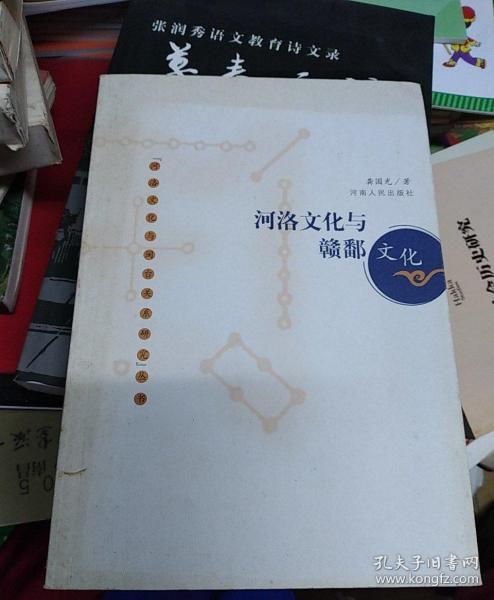 张润秀语文教育诗文录
龚国光／著
河南人民出版社
河洛文化与
赣鄱
文化
『河洛文化与闽台关系研究』丛书
Hakka
孔夫子旧书网
www.kongfz.com